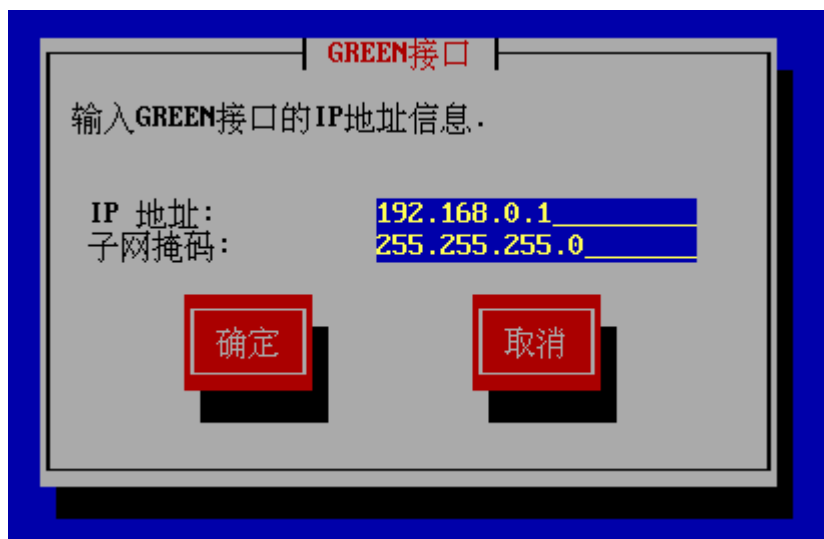 GREEN接口
输入GREEN接口的IP地址信息.
IP 地址: 192.168.0.1
子网掩码: 255.255.255.0
确定 取消